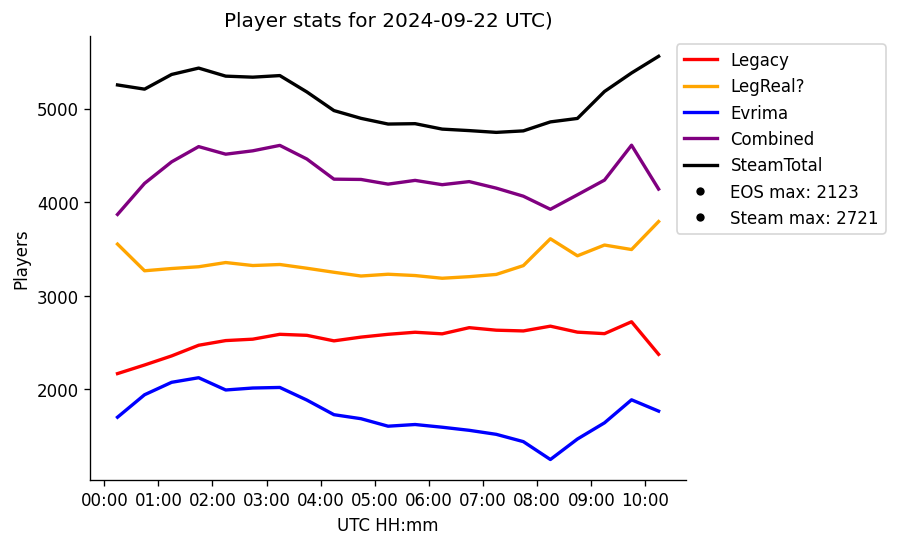 Player stats for 2024-09-22 UTC)
Legacy
LegReal?
Evrima
Combined
SteamTotal
EOS max: 2123
Steam max: 2721
Players
5000
4000
3000
2000
00:00 01:00 02:00 03:00 04:00 05:00 06:00 07:00 08:00 09:00 10:00
UTC HH:mm